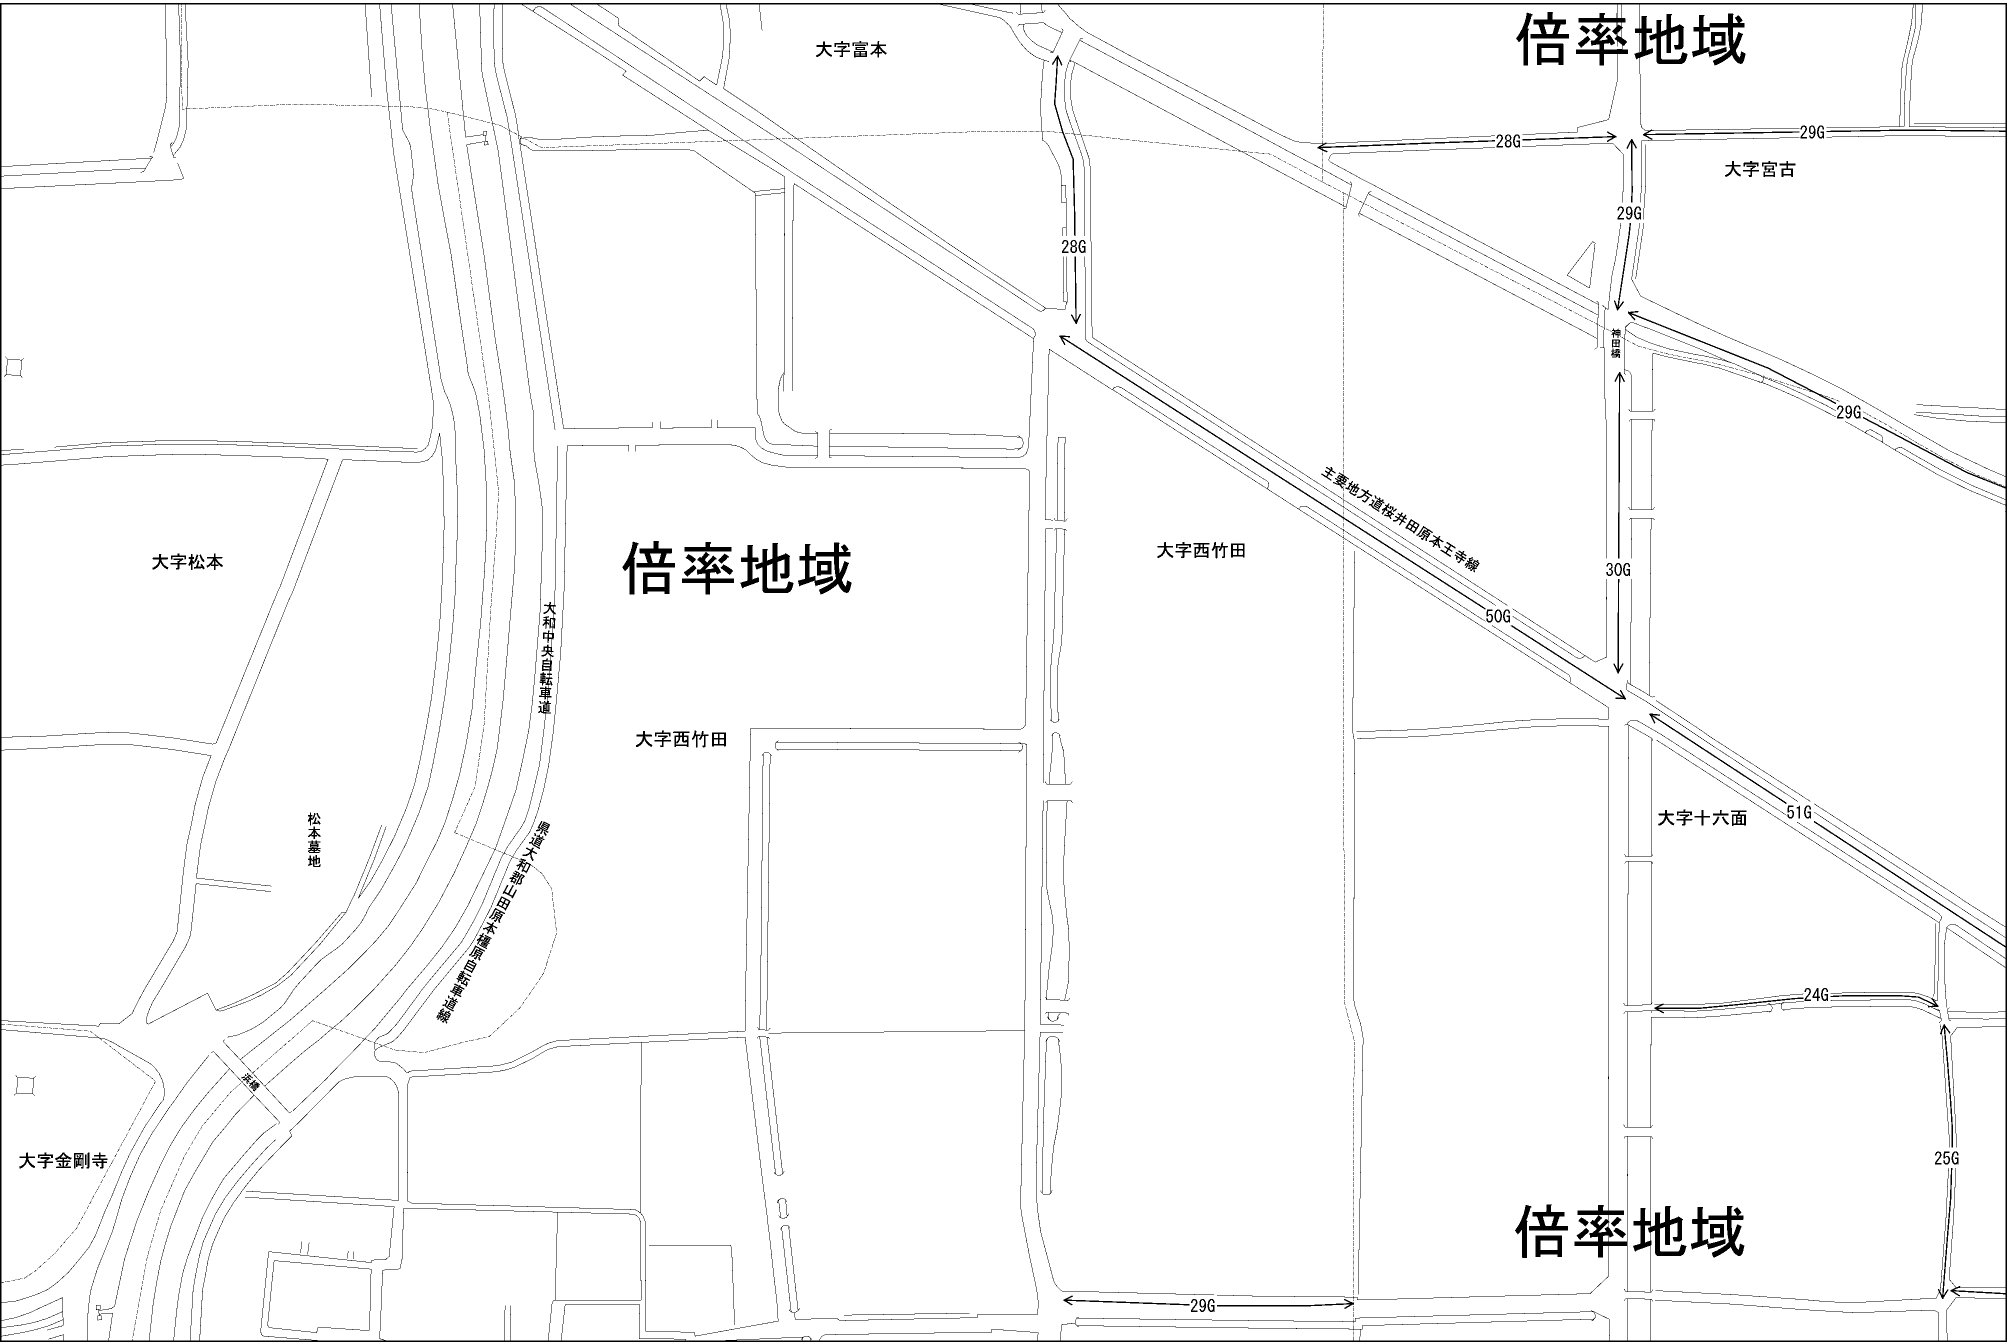 倍率地域
大字富本
28G
29G
大字宮古
29G
28G
神田橋
29G
主要地方道桜井田原本王寺線
大字西竹田
倍率地域
大字松本
30G
50G
大和中央自転車道
大字西竹田
51G
大字十六面
松本墓地
県道大和郡山田原本橿原自転車道線
24G
浜橋
大字金剛寺
25G
倍率地域
29G